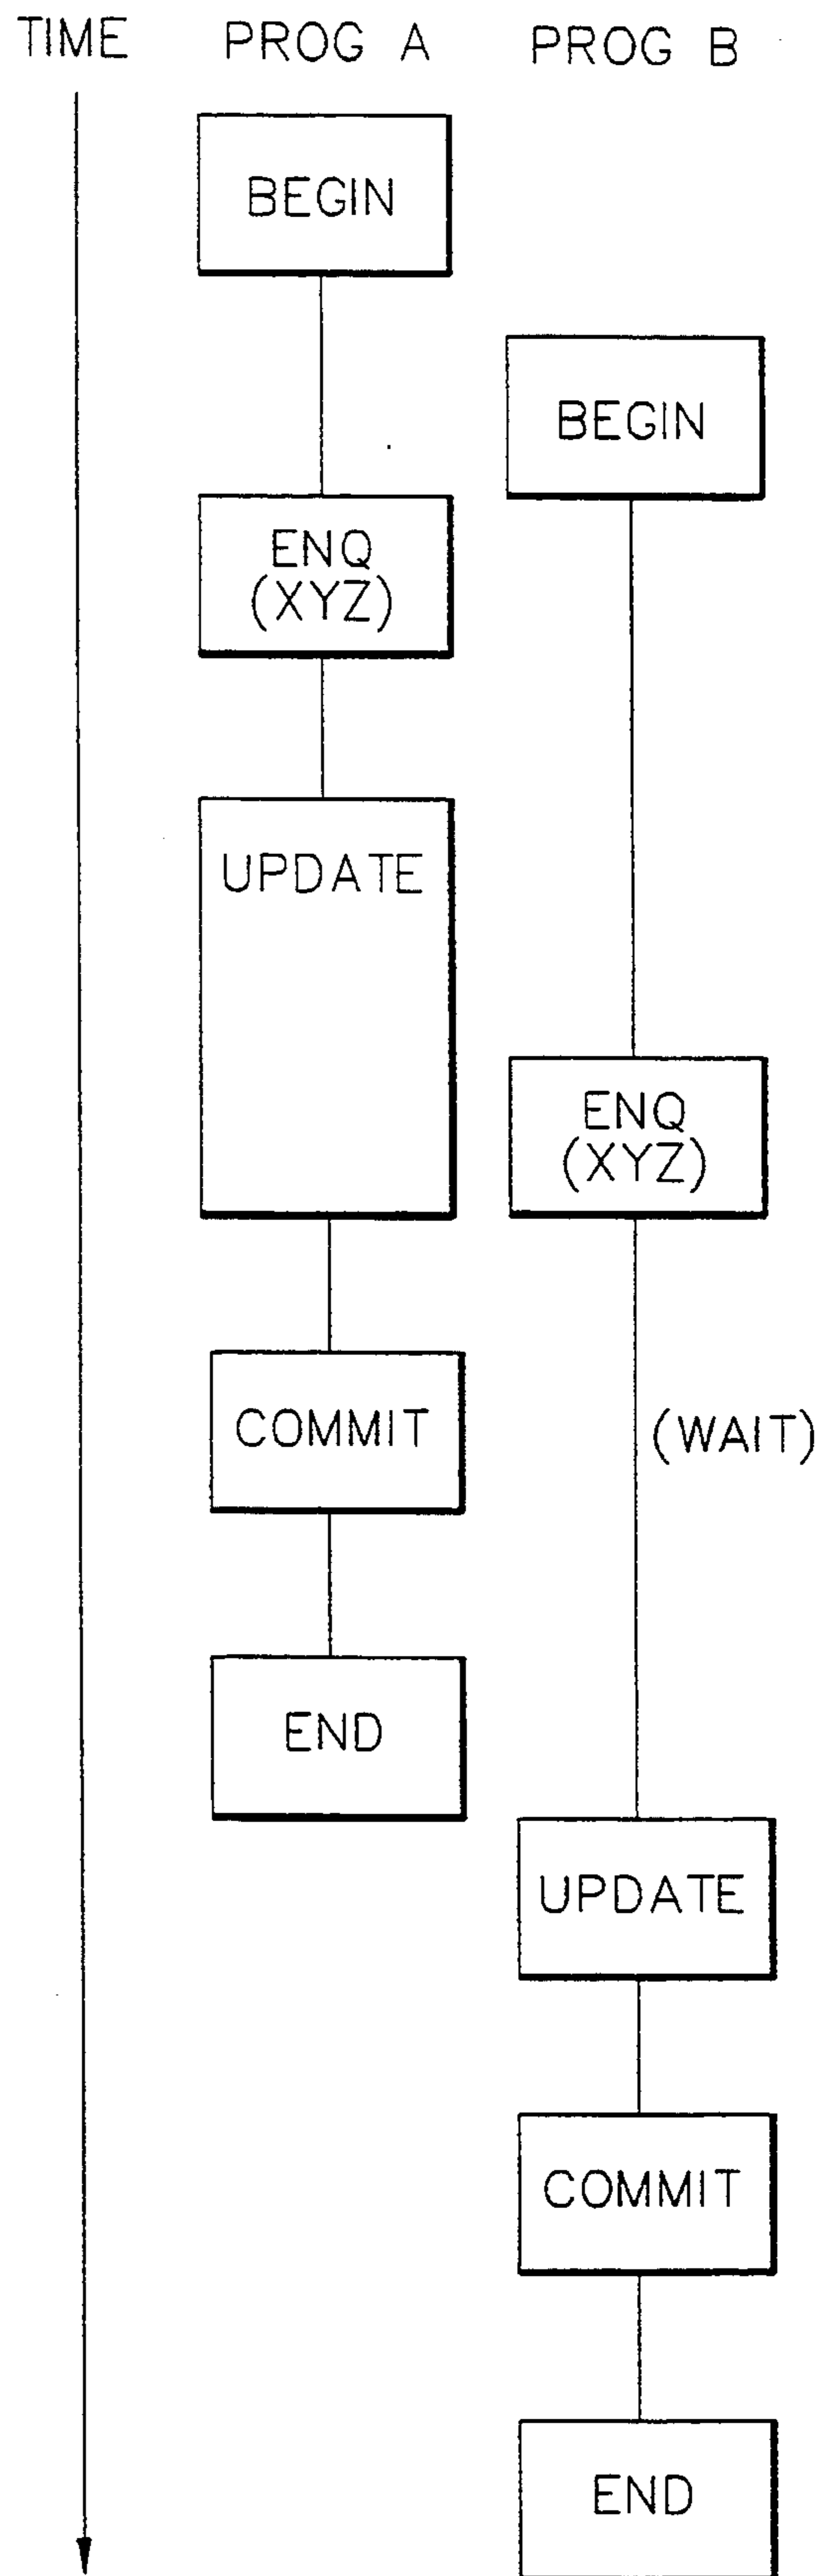 TIME PROG A PROG B
BEGIN
BEGIN
ENQ
(XYZ)
UPDATE
ENQ
(XYZ)
COMMIT
(WAIT)
END
UPDATE
COMMIT
END